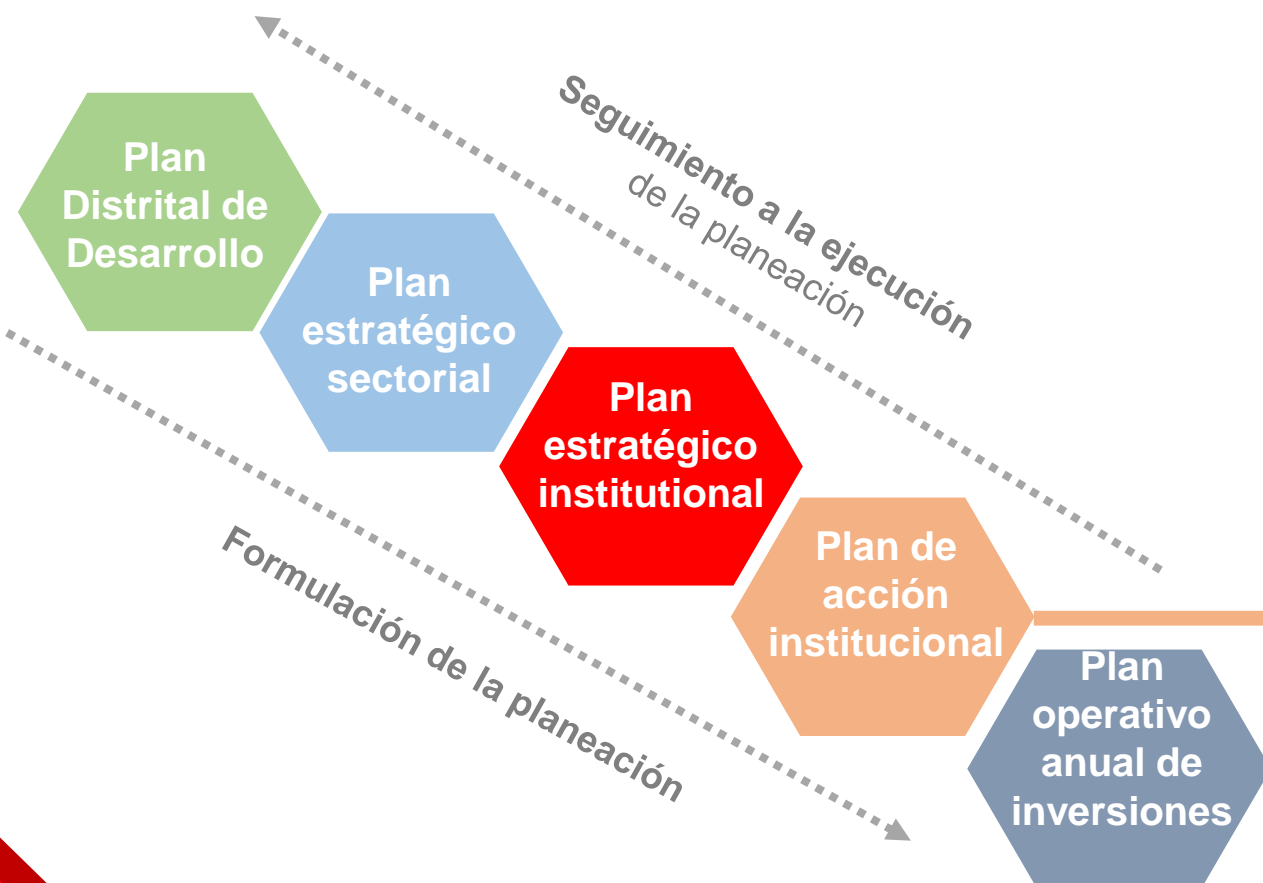 Plan
Distrital de
Desarrollo
Seguimiento a la ejecución
de la planeación
Plan
estratégico
sectorial
Plan
estratégico
institutional
Formulación de la planeación
Plan de
acción
institucional
Plan
operativo
anual de
inversiones